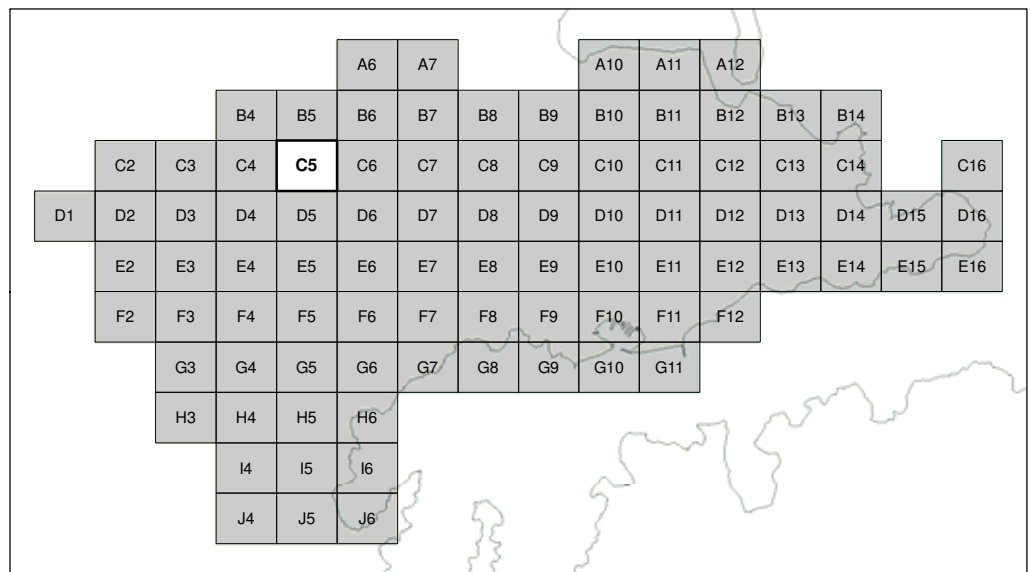 A6 A7 A10 A11 A12
B4 B5 B6 B7 B8 B9 B10 B11 B12 B13 B14
C2 C3 C4 C5 C6 C7 C8 C9 C10 C11 C12 C13 C14 C16
D1 D2 D3 D4 D5 D6 D7 D8 D9 D10 D11 D12 D13 D14 D15 D16
E2 E3 E4 E5 E6 E7 E8 E9 E10 E11 E12 E13 E14 E15 E16
F2 F3 F4 F5 F6 F7 F8 F9 F10 F11 F12
G3 G4 G5 G6 G7 G8 G9 G10 G11
H3 H4 H5 H6
I4 I5 I6
J4 J5 J6